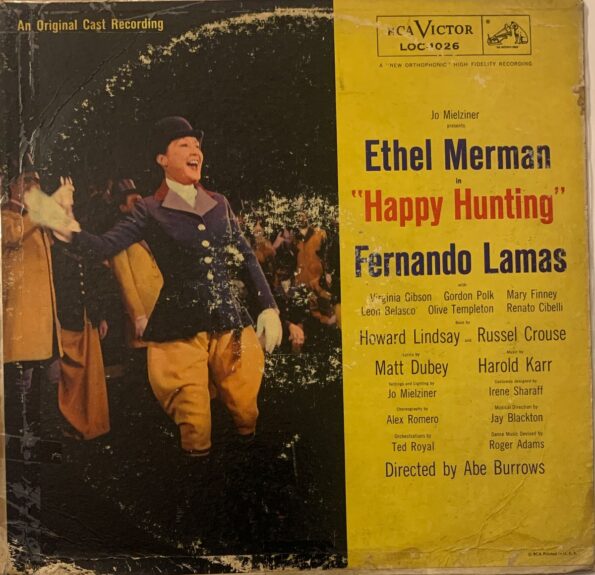 An Original Cast Recording
RCA VICTOR
LOC-1026
A "NEW ORTHOPHONIC" HIGH FIDELITY RECORDING
Jo Mielziner
presents
Ethel Merman
in
"Happy Hunting"
Fernando Lamas
with
Virginia Gibson Gordon Polk Mary Finney
Leon Belasco Olive Templeton Renato Cibelli
Book by
Howard Lindsay and Russel Crouse
Lyrics by Music by
Matt Dubey Harold Karr
Settings and Lighting by Costumes designed by
Jo Mielziner Irene Sharaff
Choreography by Musical Direction by
Alex Romero Jay Blackton
Orchestrations by Dance Music Devised by
Ted Royal Roger Adams
Directed by Abe Burrows
© RCA Printed in U. S. A.